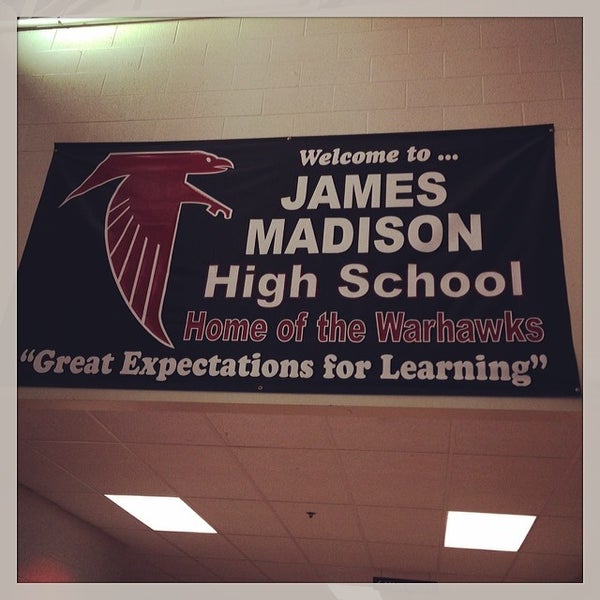 Welcome to ...
JAMES
MADISON
High School
Home of the Warhawks
“Great Expectations for Learning”